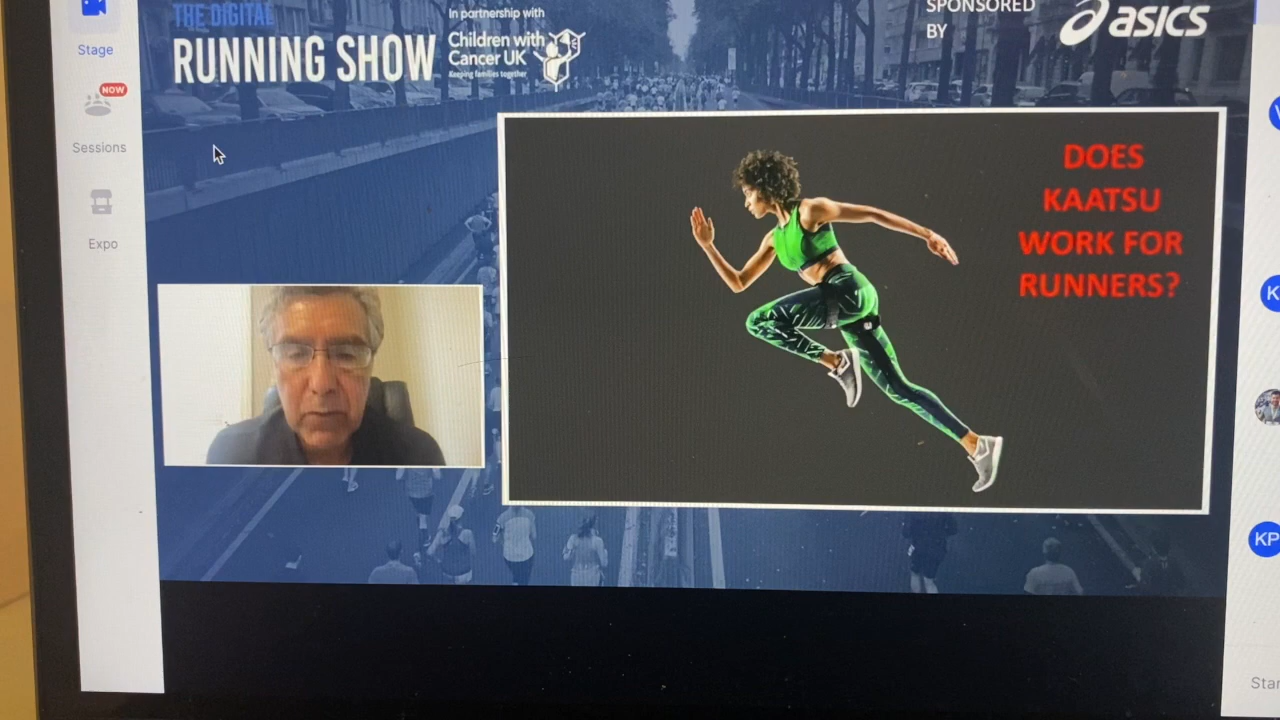 Stage
NOW
Sessions
Expo
THE DIGITAL
RUNNING SHOW
In partnership with
Children with
Cancer UK
Keeping families together
SPONSORED
BY
asics
DOES
KAATSU
WORK FOR
RUNNERS?
K
KP